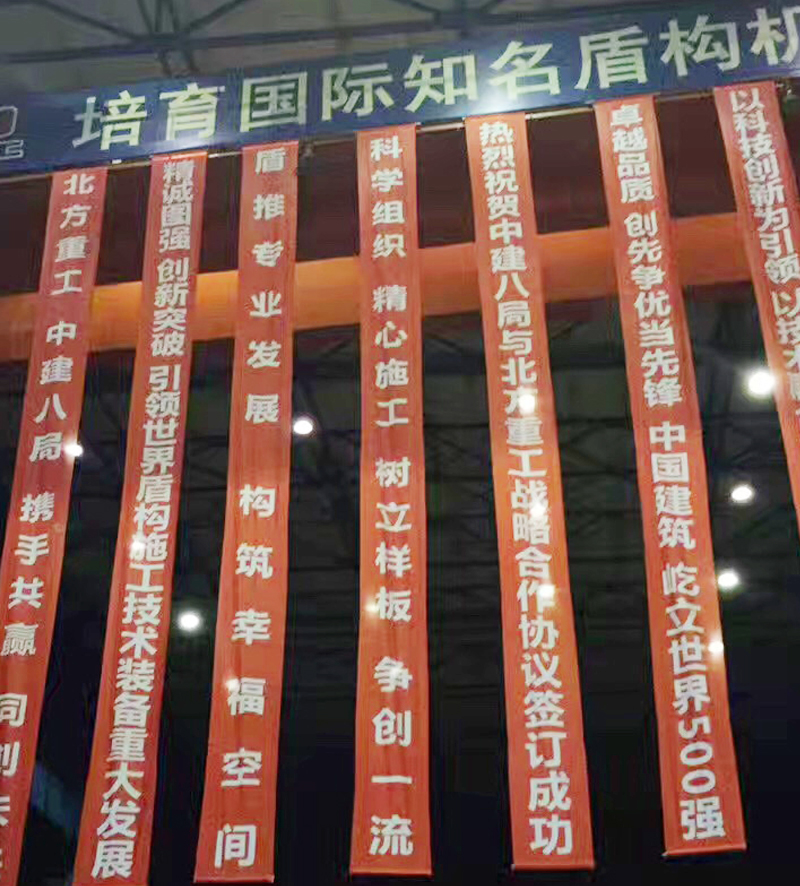 培育国际知名盾构机
北方重工 中建八局 携手共赢 同创
精诚图强 创新突破 引领世界盾构施工技术装备重大发展
盾推专业发展 构筑幸福空间
科学组织 精心施工 树立样板 争创一流
热烈祝贺中建八局与北方重工战略合作协议签订成功
卓越品质 创先争优当先锋 中国建筑 屹立世界500强
以科技创新为引领 以技术